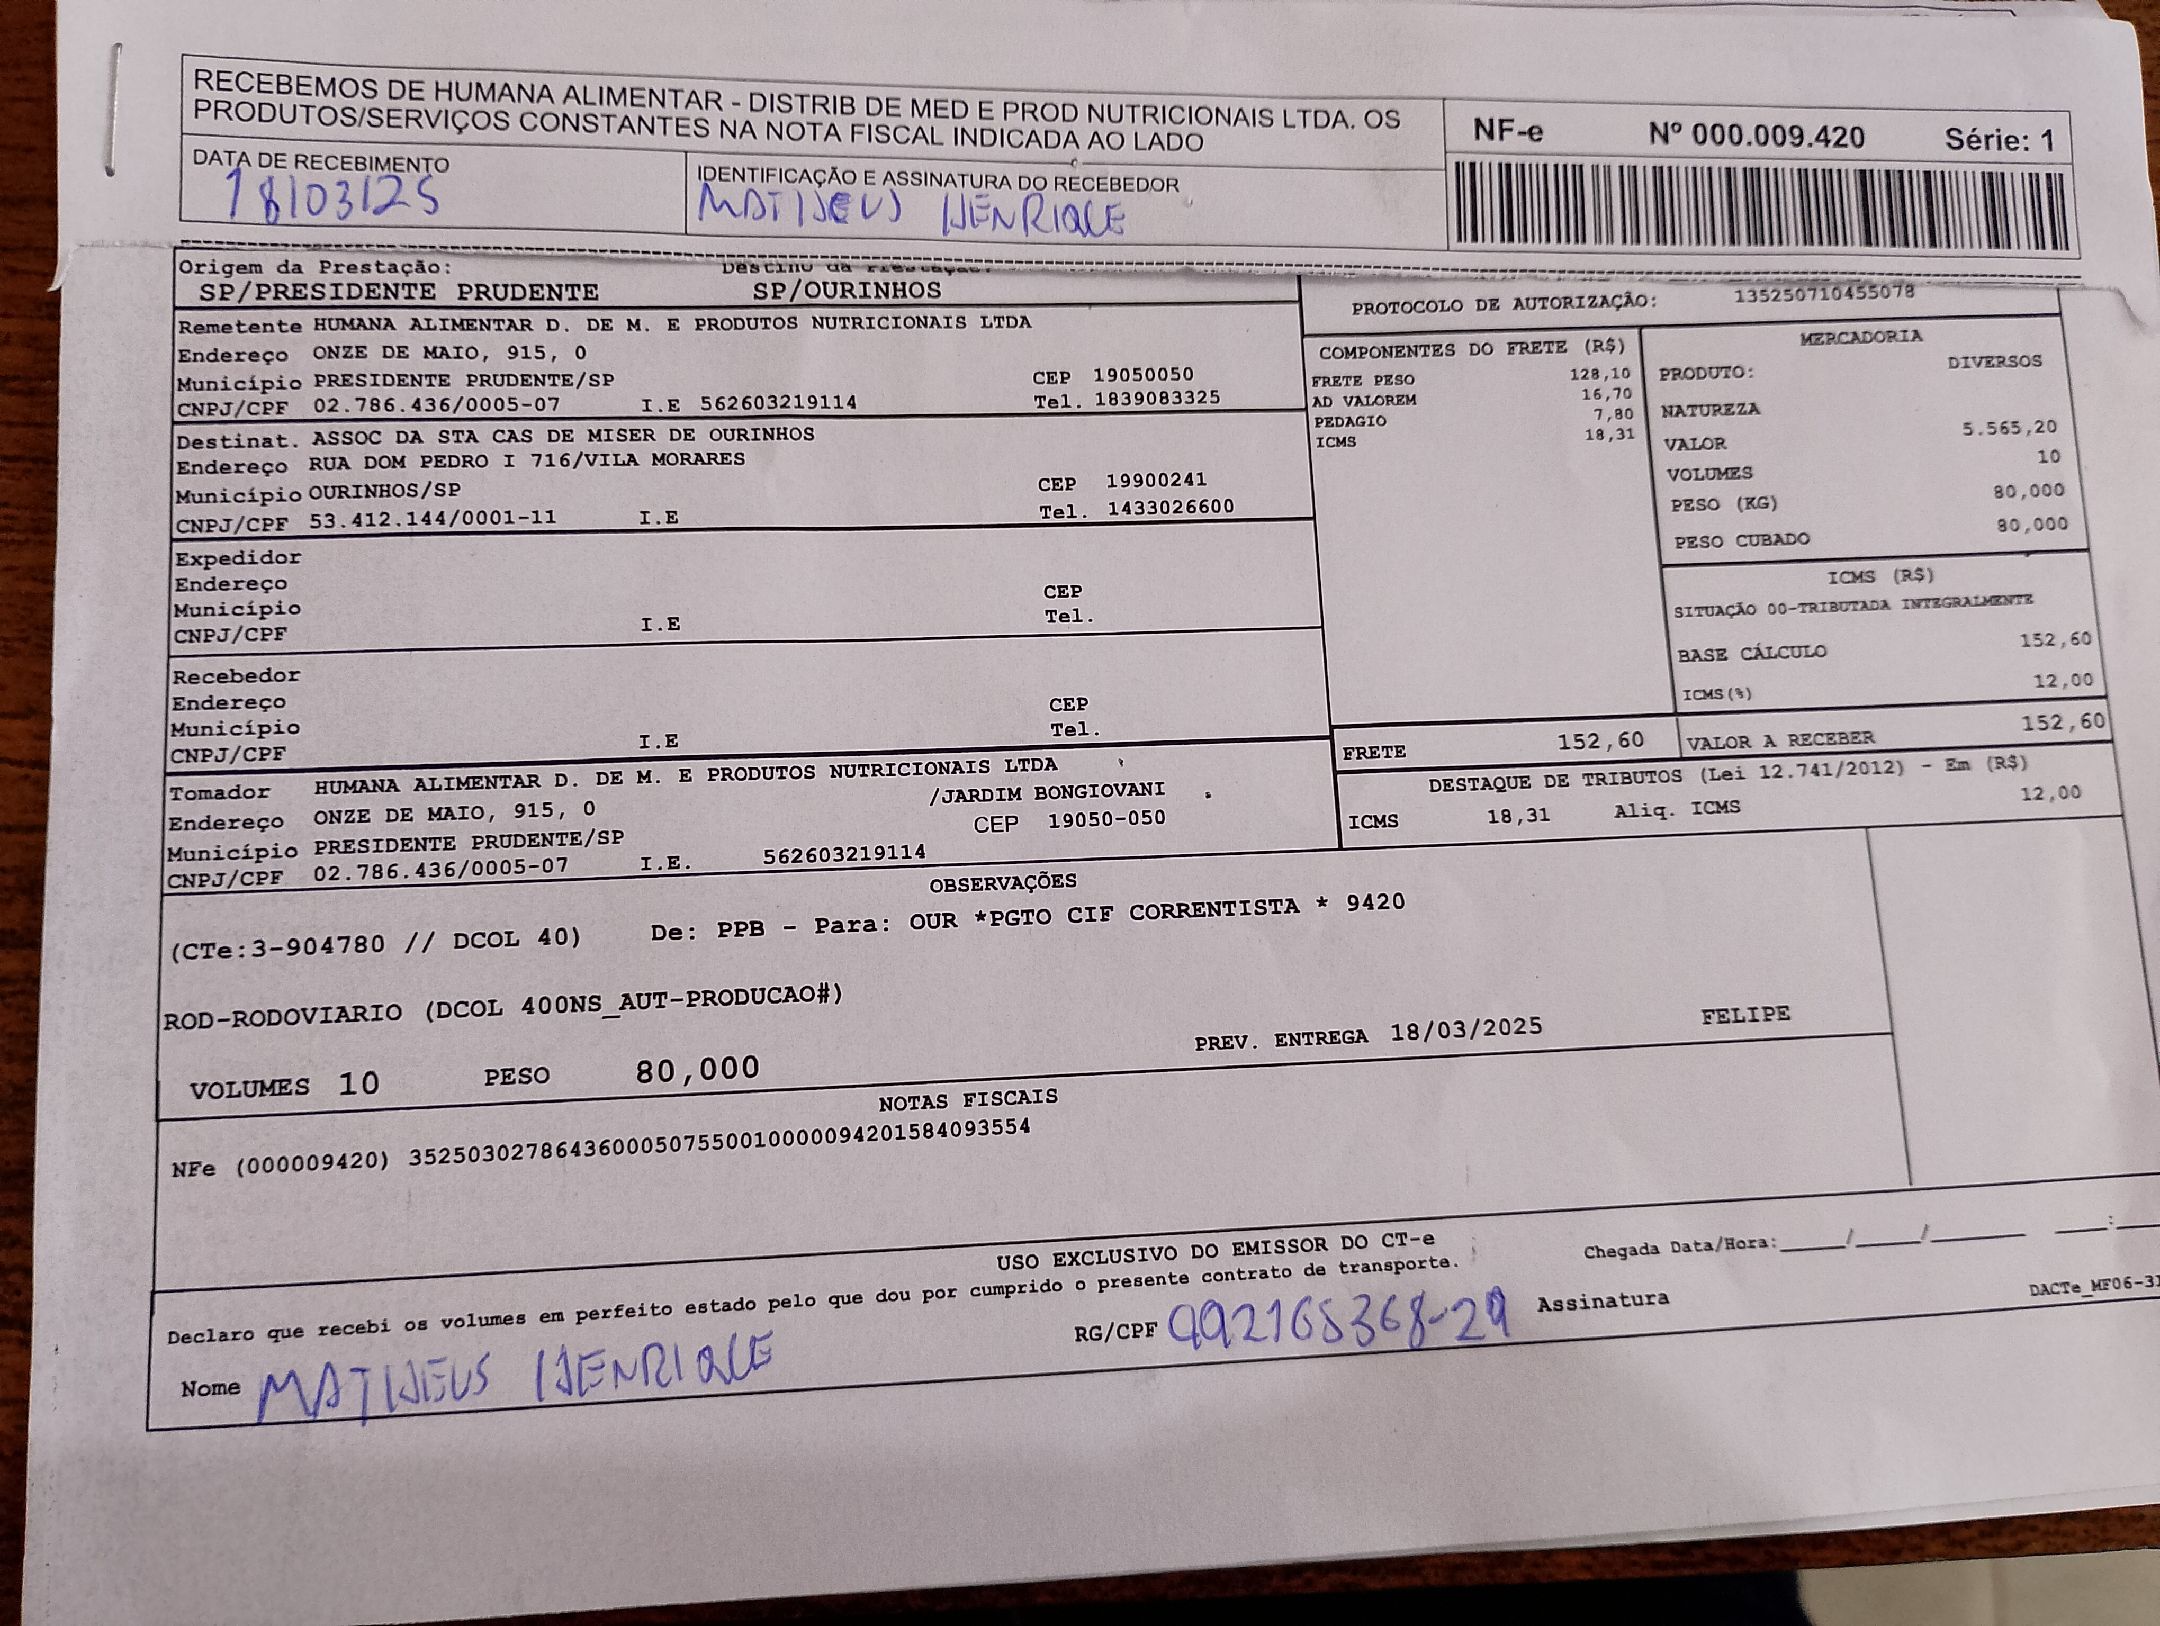 RECEBEMOS DE HUMANA ALIMENTAR - DISTRIB DE MED E PROD NUTRICIONAIS LTDA. OS
PRODUTOS/SERVIÇOS CONSTANTES NA NOTA FISCAL INDICADA AO LADO
NF-e Nº 000.009.420 Série: 1
DATA DE RECEBIMENTO
18/03/25
IDENTIFICAÇÃO E ASSINATURA DO RECEBEDOR
MATHEUS HENRIQUE
Origem da Prestação: Destino da Prestação:
SP/PRESIDENTE PRUDENTE SP/OURINHOS
PROTOCOLO DE AUTORIZAÇÃO: 135250710455078
Remetente HUMANA ALIMENTAR D. DE M. E PRODUTOS NUTRICIONAIS LTDA
Endereço ONZE DE MAIO, 915, 0
Município PRESIDENTE PRUDENTE/SP CEP 19050050
CNPJ/CPF 02.786.436/0005-07 I.E 562603219114 Tel. 1839083325
Destinat. ASSOC DA STA CAS DE MISER DE OURINHOS
Endereço RUA DOM PEDRO I 716/VILA MORARES
Município OURINHOS/SP CEP 19900241
CNPJ/CPF 53.412.144/0001-11 I.E Tel. 1433026600
Expedidor
Endereço
Município CEP
CNPJ/CPF I.E Tel.
Recebedor
Endereço
Município CEP
CNPJ/CPF I.E Tel.
Tomador HUMANA ALIMENTAR D. DE M. E PRODUTOS NUTRICIONAIS LTDA
Endereço ONZE DE MAIO, 915, 0 /JARDIM BONGIOVANI
Município PRESIDENTE PRUDENTE/SP CEP 19050-050
CNPJ/CPF 02.786.436/0005-07 I.E. 562603219114
COMPONENTES DO FRETE (R$)
FRETE PESO 128,10
AD VALOREM 16,70
PEDAGIO 7,80
ICMS 18,31
MERCADORIA
PRODUTO: DIVERSOS
NATUREZA
VALOR 5.565,20
VOLUMES 10
PESO (KG) 80,000
PESO CUBADO 80,000
ICMS (R$)
SITUAÇÃO 00-TRIBUTADA INTEGRALMENTE
BASE CÁLCULO 152,60
ICMS(%) 12,00
FRETE 152,60 VALOR A RECEBER 152,60
DESTAQUE DE TRIBUTOS (Lei 12.741/2012) - Em (R$)
ICMS 18,31 Aliq. ICMS 12,00
OBSERVAÇÕES
(CTe:3-904780 // DCOL 40) De: PPB - Para: OUR *PGTO CIF CORRENTISTA * 9420
ROD-RODOVIARIO (DCOL 400NS_AUT-PRODUCAO#)
VOLUMES 10 PESO 80,000 PREV. ENTREGA 18/03/2025 FELIPE
NOTAS FISCAIS
NFe (000009420) 35250302786436000507550010000094201584093554
USO EXCLUSIVO DO EMISSOR DO CT-e
Declaro que recebi os volumes em perfeito estado pelo que dou por cumprido o presente contrato de transporte.
Chegada Data/Hora:_____/_____/_______ ____:
Nome MATHEUS HENRIQUE RG/CPF 492165368-29 Assinatura
DACTe_MF06-